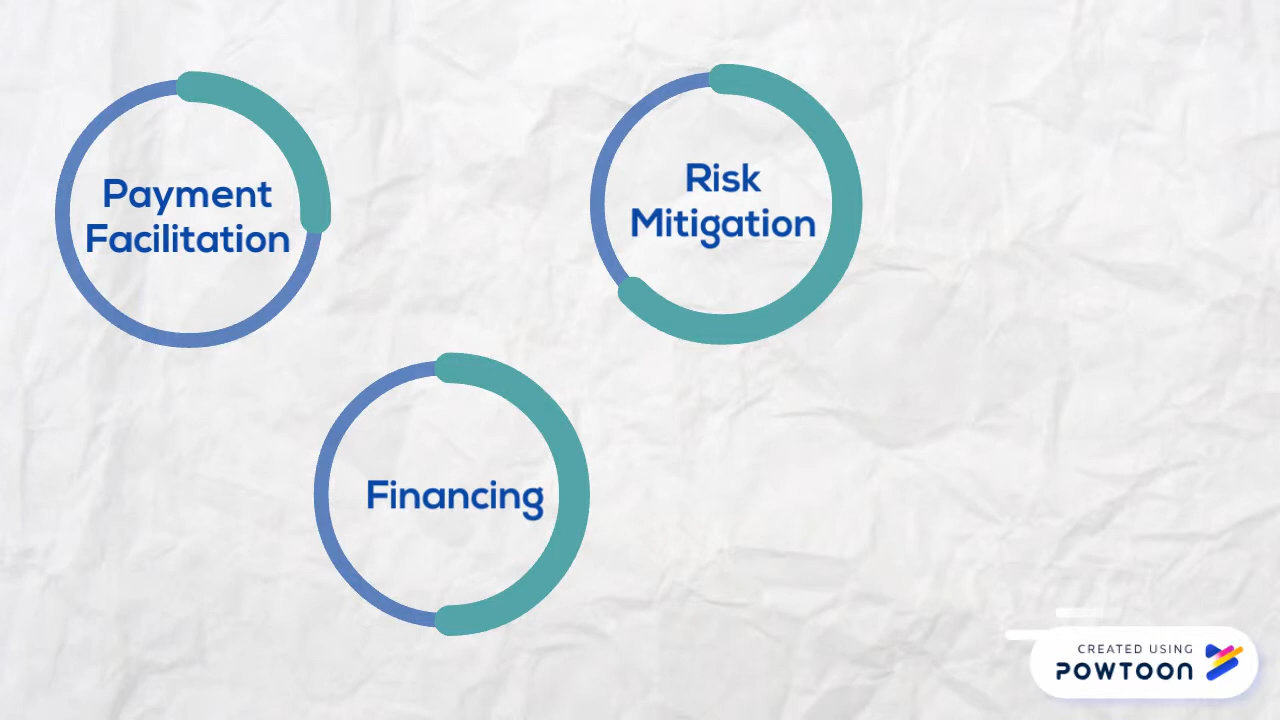 Payment
Facilitation
Risk
Mitigation
Financing
CREATED USING
POWTOON